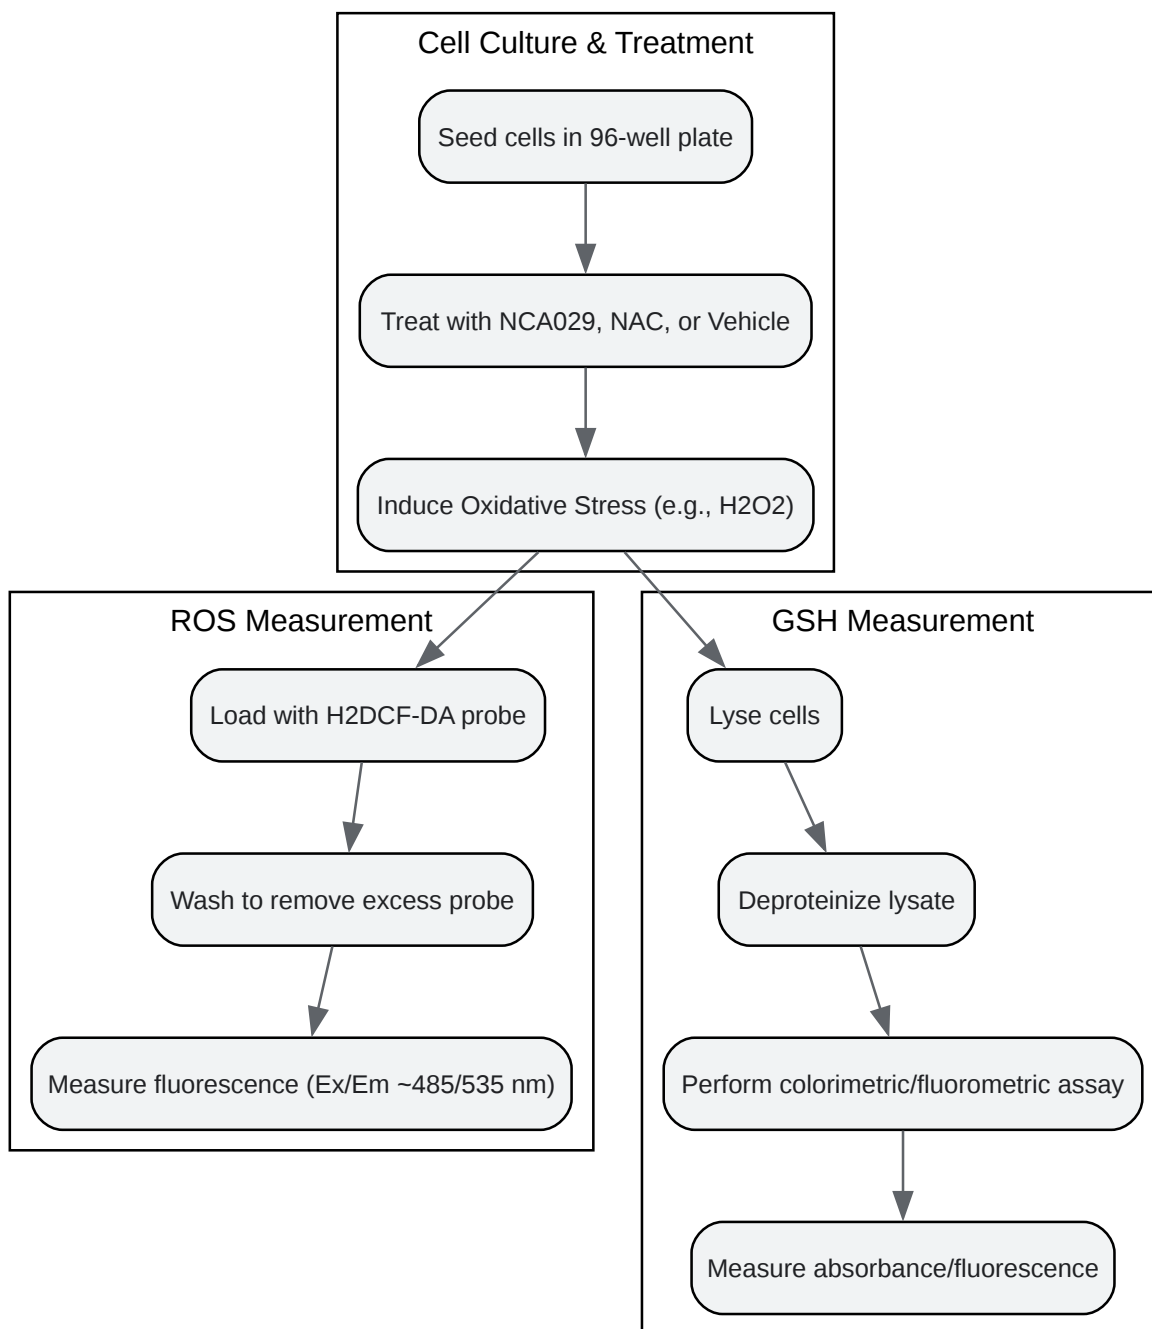 Cell Culture & Treatment
Seed cells in 96-well plate
Treat with NCA029, NAC, or Vehicle
Induce Oxidative Stress (e.g., H2O2)
ROS Measurement
Load with H2DCF-DA probe
Wash to remove excess probe
Measure fluorescence (Ex/Em ~485/535 nm)
GSH Measurement
Lyse cells
Deproteinize lysate
Perform colorimetric/fluorometric assay
Measure absorbance/fluorescence